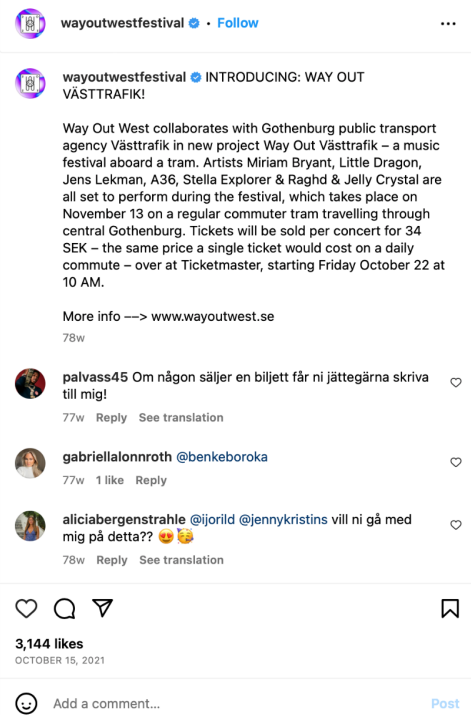 wayoutwestfestival • Follow
wayoutwestfestival INTRODUCING: WAY OUT
VÄSTTRAFIK!
Way Out West collaborates with Gothenburg public transport
agency Västtrafik in new project Way Out Västtrafik – a music
festival aboard a tram. Artists Miriam Bryant, Little Dragon,
Jens Lekman, A36, Stella Explorer & Raghd & Jelly Crystal are
all set to perform during the festival, which takes place on
November 13 on a regular commuter tram travelling through
central Gothenburg. Tickets will be sold per concert for 34
SEK – the same price a single ticket would cost on a daily
commute – over at Ticketmaster, starting Friday October 22 at
10 AM.
More info ––> www.wayoutwest.se
78w
palvass45 Om någon säljer en biljett får ni jättegärna skriva
till mig!
77w Reply See translation
gabriellalonnroth @benkeboroka
77w 1 like Reply
aliciabergenstrahle @ijorild @jennykristins vill ni gå med
mig på detta?? 😍🥳
78w Reply See translation
3,144 likes
OCTOBER 15, 2021
Add a comment... Post